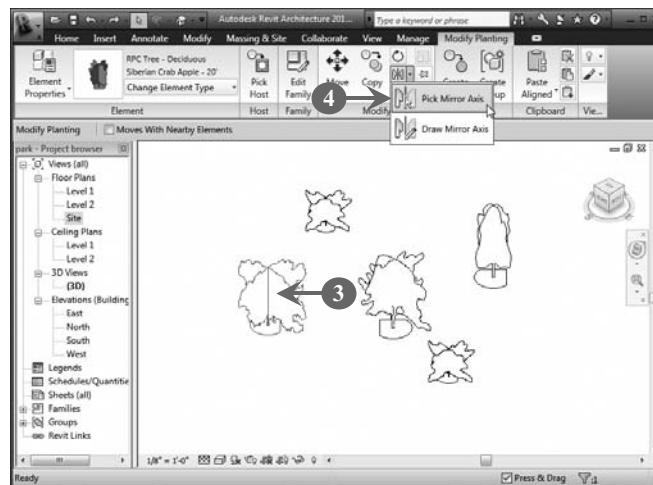 Autodesk Revit Architecture 201...
Type a keyword or phrase
Home Insert Annotate Modify Massing & Site Collaborate View Manage Modify Planting
RPC Tree - Deciduous
Siberian Crab Apple - 20'
Change Element Type
Element Properties
Pick Host
Edit Family
Move
Copy
Paste Aligned
Element Host Family Modify Clipboard Vie...
4
Pick Mirror Axis
Draw Mirror Axis
Modify Planting Moves With Nearby Elements
park - Project browser
Views (all)
Floor Plans
Level 1
Level 2
Site
Ceiling Plans
Level 1
Level 2
3D Views
(3D)
Elevations (Building
East
North
South
West
Legends
Schedules/Quantitie
Sheets (all)
Families
Groups
Revit Links
3
1/8" = 1'-0"
Ready
Press & Drag
:1